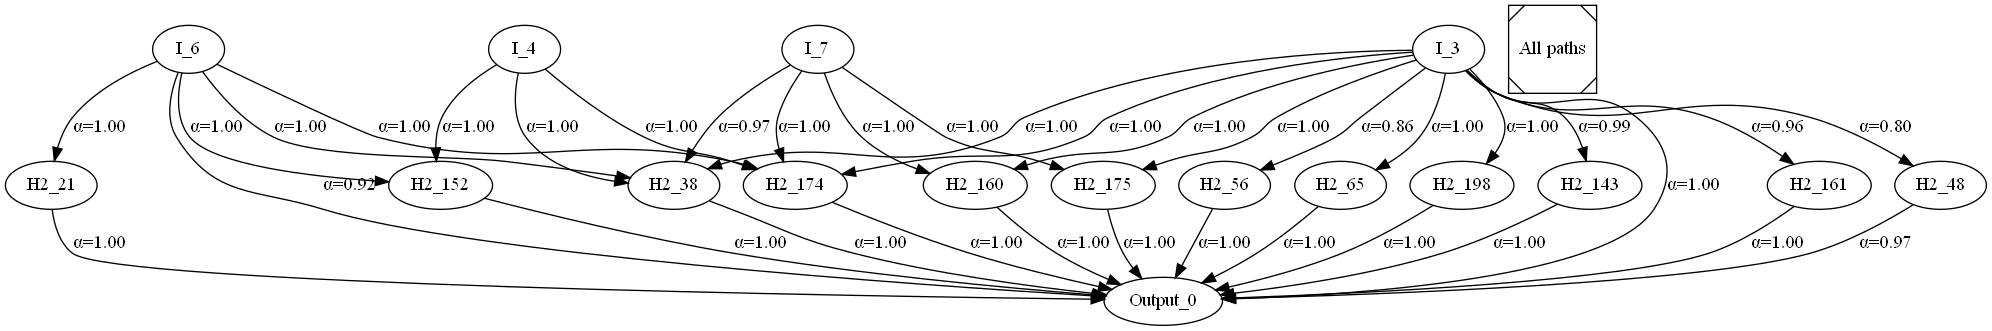 I_6
I_4
I_7
I_3
All paths
α=1.00
α=1.00
α=1.00
α=1.00
α=1.00
α=1.00
α=1.00
α=0.97
α=1.00
α=1.00
α=1.00
α=1.00
α=1.00
α=1.00
α=1.00
α=0.86
α=1.00
α=1.00
α=0.99
α=0.96
α=0.80
H2_21
α=0.92
H2_152
H2_38
H2_174
H2_160
H2_175
H2_56
H2_65
H2_198
H2_143
α=1.00
H2_161
H2_48
α=1.00
α=1.00
α=1.00
α=1.00
α=1.00
α=1.00
α=1.00
α=1.00
α=1.00
α=1.00
α=1.00
α=0.97
Output_0